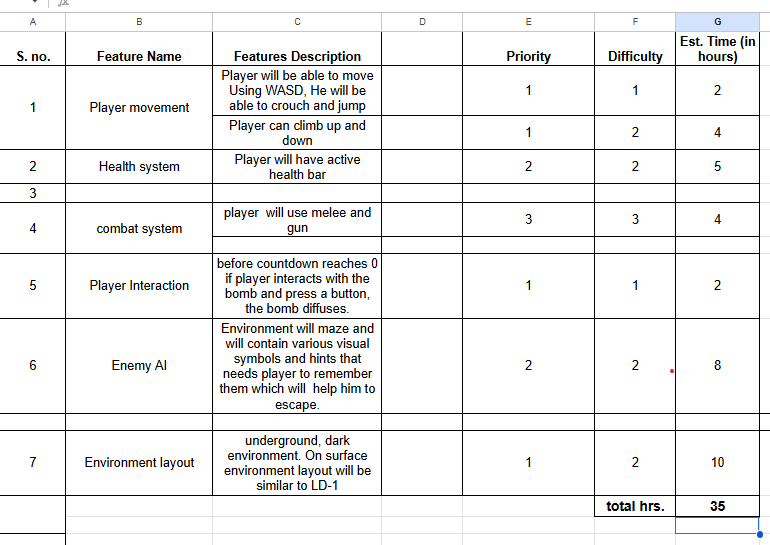 A B C D E F G
S. no. Feature Name Features Description Priority Difficulty Est. Time (in
hours)
1 Player movement Player will be able to move
Using WASD, He will be
able to crouch and jump 1 1 2
Player can climb up and
down 1 2 4
2 Health system Player will have active
health bar 2 2 5
3
4 combat system player will use melee and
gun 3 3 4
5 Player Interaction before countdown reaches 0
if player interacts with the
bomb and press a button,
the bomb diffuses. 1 1 2
6 Enemy AI Environment will maze and
will contain various visual
symbols and hints that
needs player to remember
them which will help him to
escape. 2 2 8
7 Environment layout underground, dark
environment. On surface
environment layout will be
similar to LD-1 1 2 10
total hrs. 35